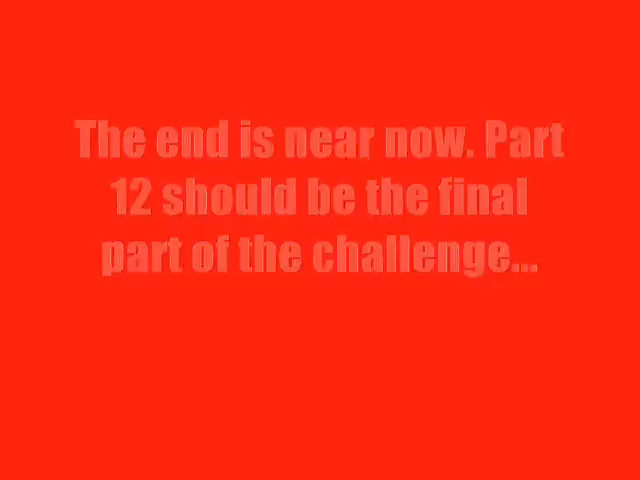 The end is near now. Part
12 should be the final
part of the challenge...